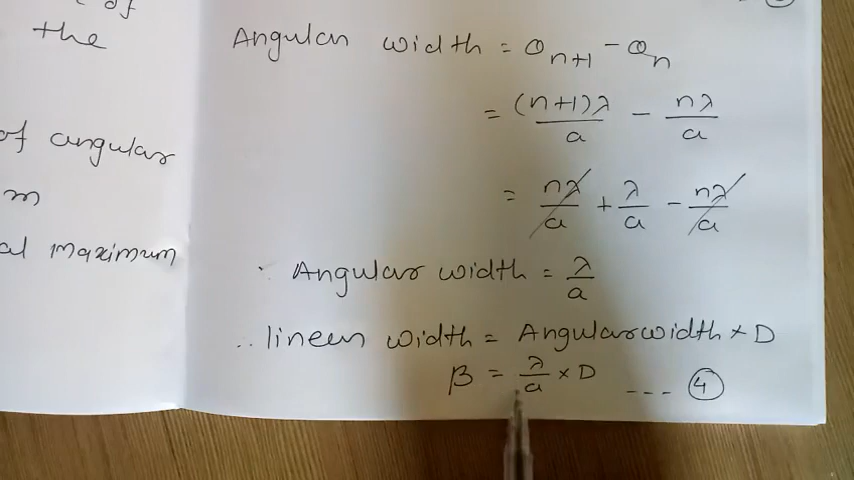 of
the
of angular
m
al maximum
Angular width = θn+1 - θn
= (n+1)λ/a - nλ/a
= nλ/a + λ/a - nλ/a
Angular width = λ/a
∴ linear width = Angular width × D
β = λ/a × D --- ④